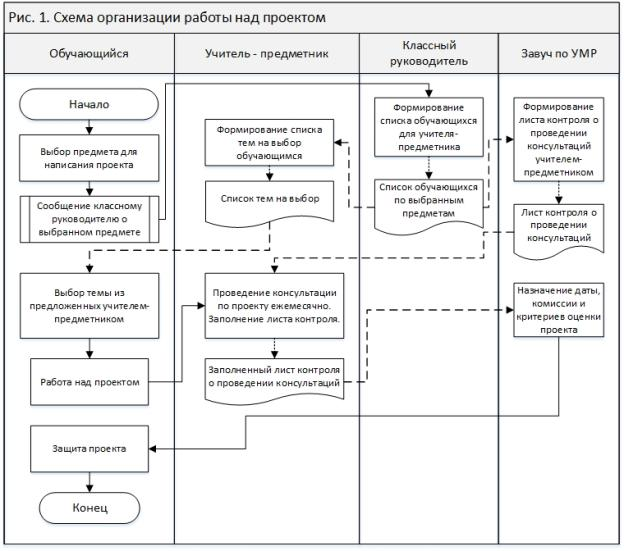 Рис. 1. Схема организации работы над проектом
Обучающийся
Учитель - предметник
Классный
руководитель
Завуч по УМР
Начало
Выбор предмета для
написания проекта
Сообщение классному
руководителю о
выбранном предмете
Выбор темы из
предложенных учителем-
предметником
Работа над проектом
Защита проекта
Конец
Формирование списка
тем на выбор
обучающимся
Список тем на выбор
Проведение консультации
по проекту ежемесячно.
Заполнение листа контроля.
Заполненный лист контроля
о проведении консультаций
Формирование
списка обучающихся
для учителя-
предметника
Список обучающихся
по выбранным
предметам
Формирование
листа контроля о
проведении
консультаций
учителем-
предметником
Лист контроля о
проведении
консультаций
Назначение даты,
комиссии и
критериев оценки
проекта